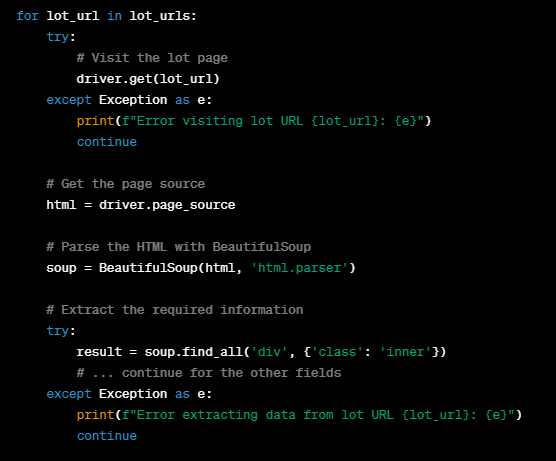 for lot_url in lot_urls:
    try:
        # Visit the lot page
        driver.get(lot_url)
    except Exception as e:
        print(f"Error visiting lot URL {lot_url}: {e}")
        continue

    # Get the page source
    html = driver.page_source

    # Parse the HTML with BeautifulSoup
    soup = BeautifulSoup(html, 'html.parser')

    # Extract the required information
    try:
        result = soup.find_all('div', {'class': 'inner'})
        # ... continue for the other fields
    except Exception as e:
        print(f"Error extracting data from lot URL {lot_url}: {e}")
        continue